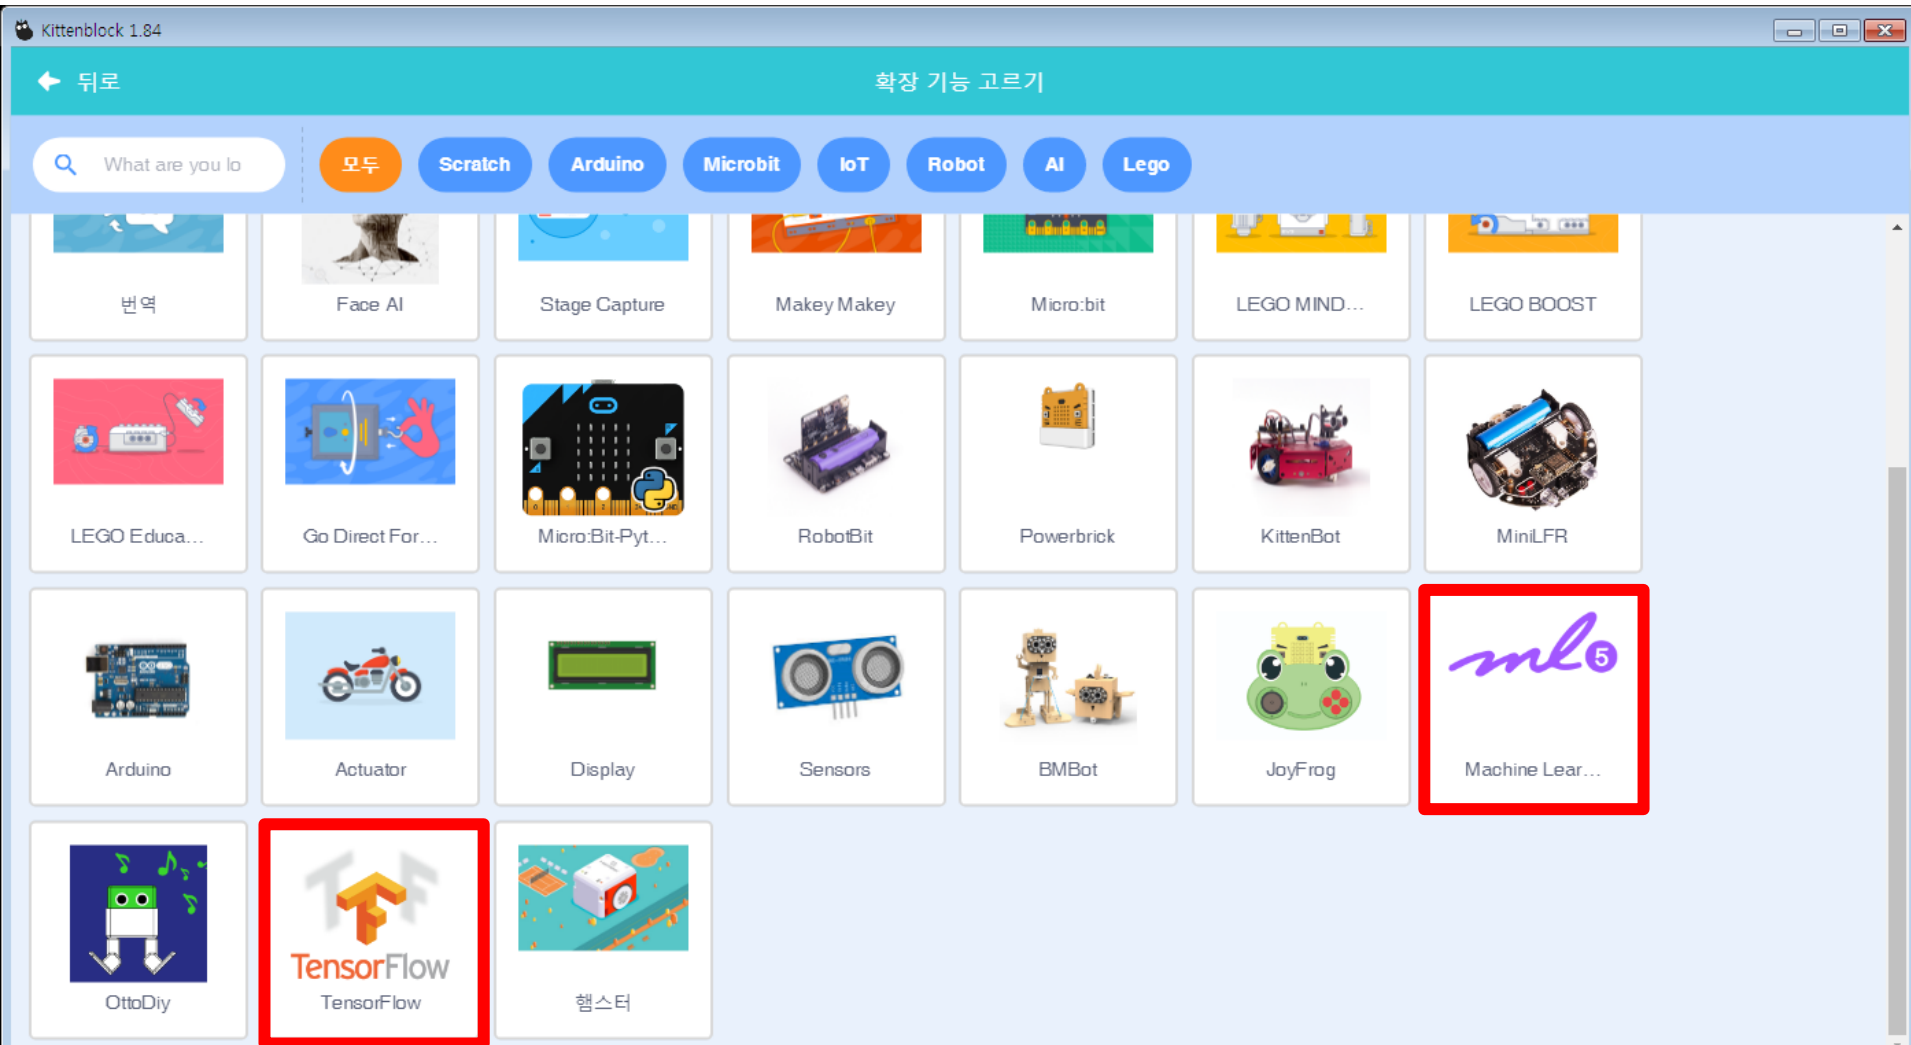 Kittenblock 1.84
뒤로
확장 기능 고르기
What are you lo
모두
Scratch
Arduino
Microbit
IoT
Robot
AI
Lego
번역
Face AI
Stage Capture
Makey Makey
Micro:bit
LEGO MIND...
LEGO BOOST
LEGO Educa...
Go Direct For...
Micro:Bit-Pyt...
RobotBit
Powerbrick
KittenBot
MiniLFR
ml5
Arduino
Actuator
Display
Sensors
BMBot
JoyFrog
Machine Lear...
TensorFlow
OttoDiy
TensorFlow
햄스터